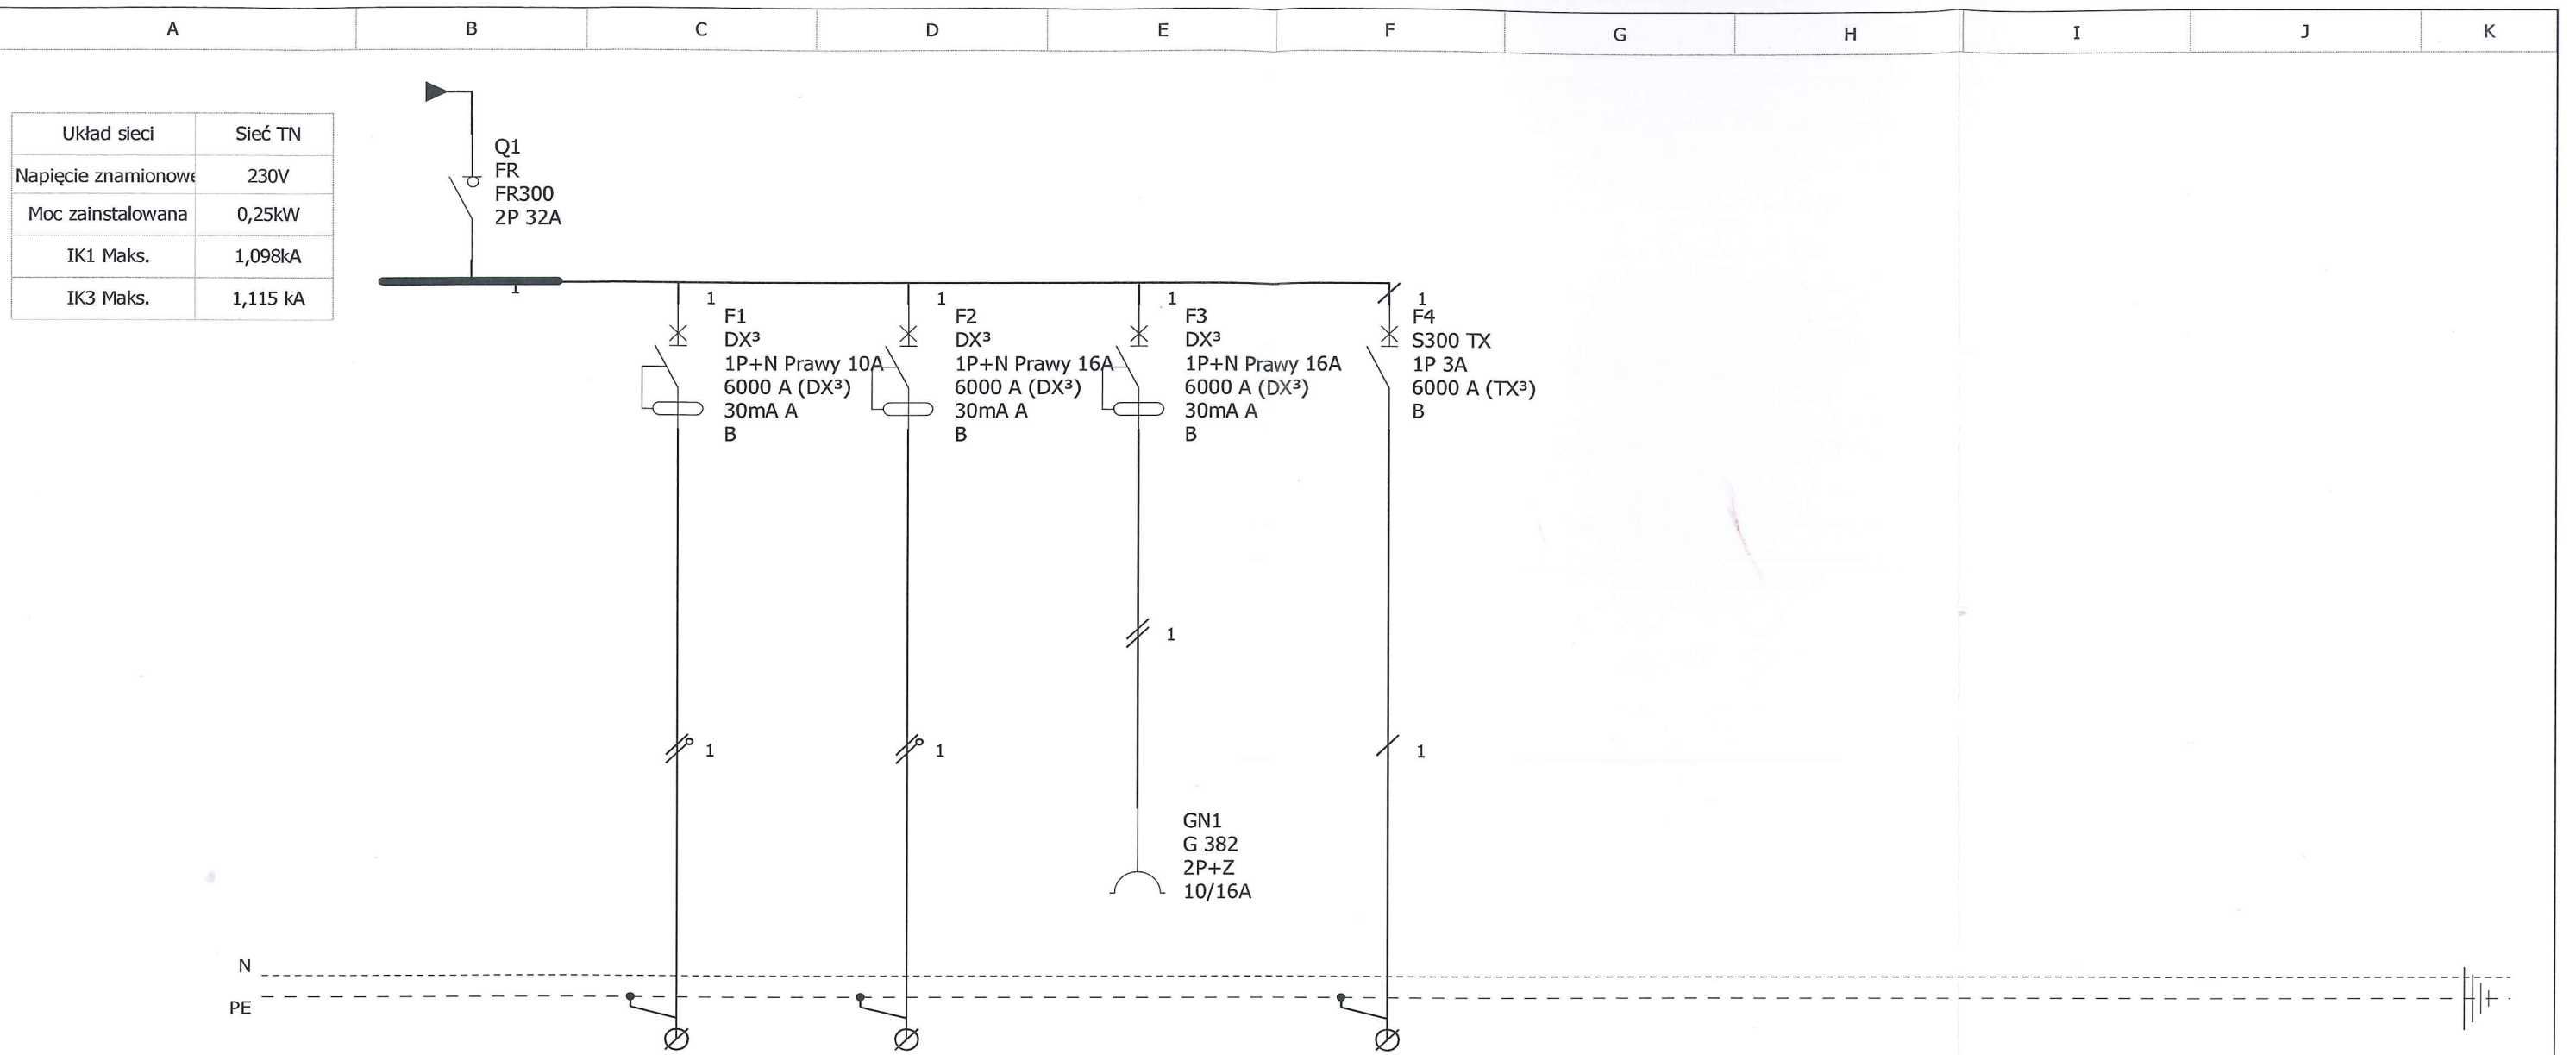 A B C D E F G H I J K
Układ sieci Sieć TN
Napięcie znamionowe 230V
Moc zainstalowana 0,25kW
IK1 Maks. 1,098kA
IK3 Maks. 1,115 kA
Q1
FR
FR300
2P 32A
1
1
F1
DX³
1P+N Prawy 10A
6000 A (DX³)
30mA A
B
1
F2
DX³
1P+N Prawy 16A
6000 A (DX³)
30mA A
B
1
F3
DX³
1P+N Prawy 16A
6000 A (DX³)
30mA A
B
1
F4
S300 TX
1P 3A
6000 A (TX³)
B
1
1
1
1
GN1
G 382
2P+Z
10/16A
N
PE